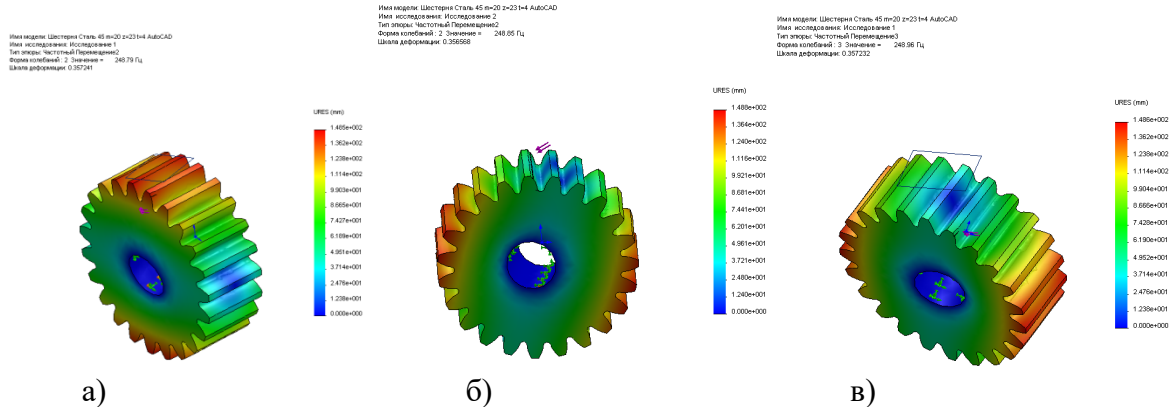 Имя модели: Шестерня Сталь 45 m=20 z=23 t=4 AutoCAD
Имя исследования: Исследование 1
Тип эпюры: Частотный Перемещение2
Форма колебаний : 2 Значение = 248.79 Гц
Шкала деформации: 0.357241
URES (mm)
1.485e+002
1.362e+002
1.238e+002
1.114e+002
9.903e+001
8.665e+001
7.427e+001
6.189e+001
4.951e+001
3.714e+001
2.476e+001
1.238e+001
0.000e+000
а)
Имя модели: Шестерня Сталь 45 m=20 z=23 t=4 AutoCAD
Имя исследования: Исследование 2
Тип эпюры: Частотный Перемещение2
Форма колебаний : 2 Значение = 248.85 Гц
Шкала деформации: 0.356568
URES (mm)
1.488e+002
1.364e+002
1.240e+002
1.116e+002
9.921e+001
8.681e+001
7.441e+001
6.201e+001
4.961e+001
3.721e+001
2.480e+001
1.240e+001
0.000e+000
б)
Имя модели: Шестерня Сталь 45 m=20 z=23 t=4 AutoCAD
Имя исследования: Исследование 1
Тип эпюры: Частотный Перемещение3
Форма колебаний : 3 Значение = 248.96 Гц
Шкала деформации: 0.357232
URES (mm)
1.486e+002
1.362e+002
1.238e+002
1.114e+002
9.904e+001
8.666e+001
7.428e+001
6.190e+001
4.952e+001
3.714e+001
2.476e+001
1.238e+001
0.000e+000
в)